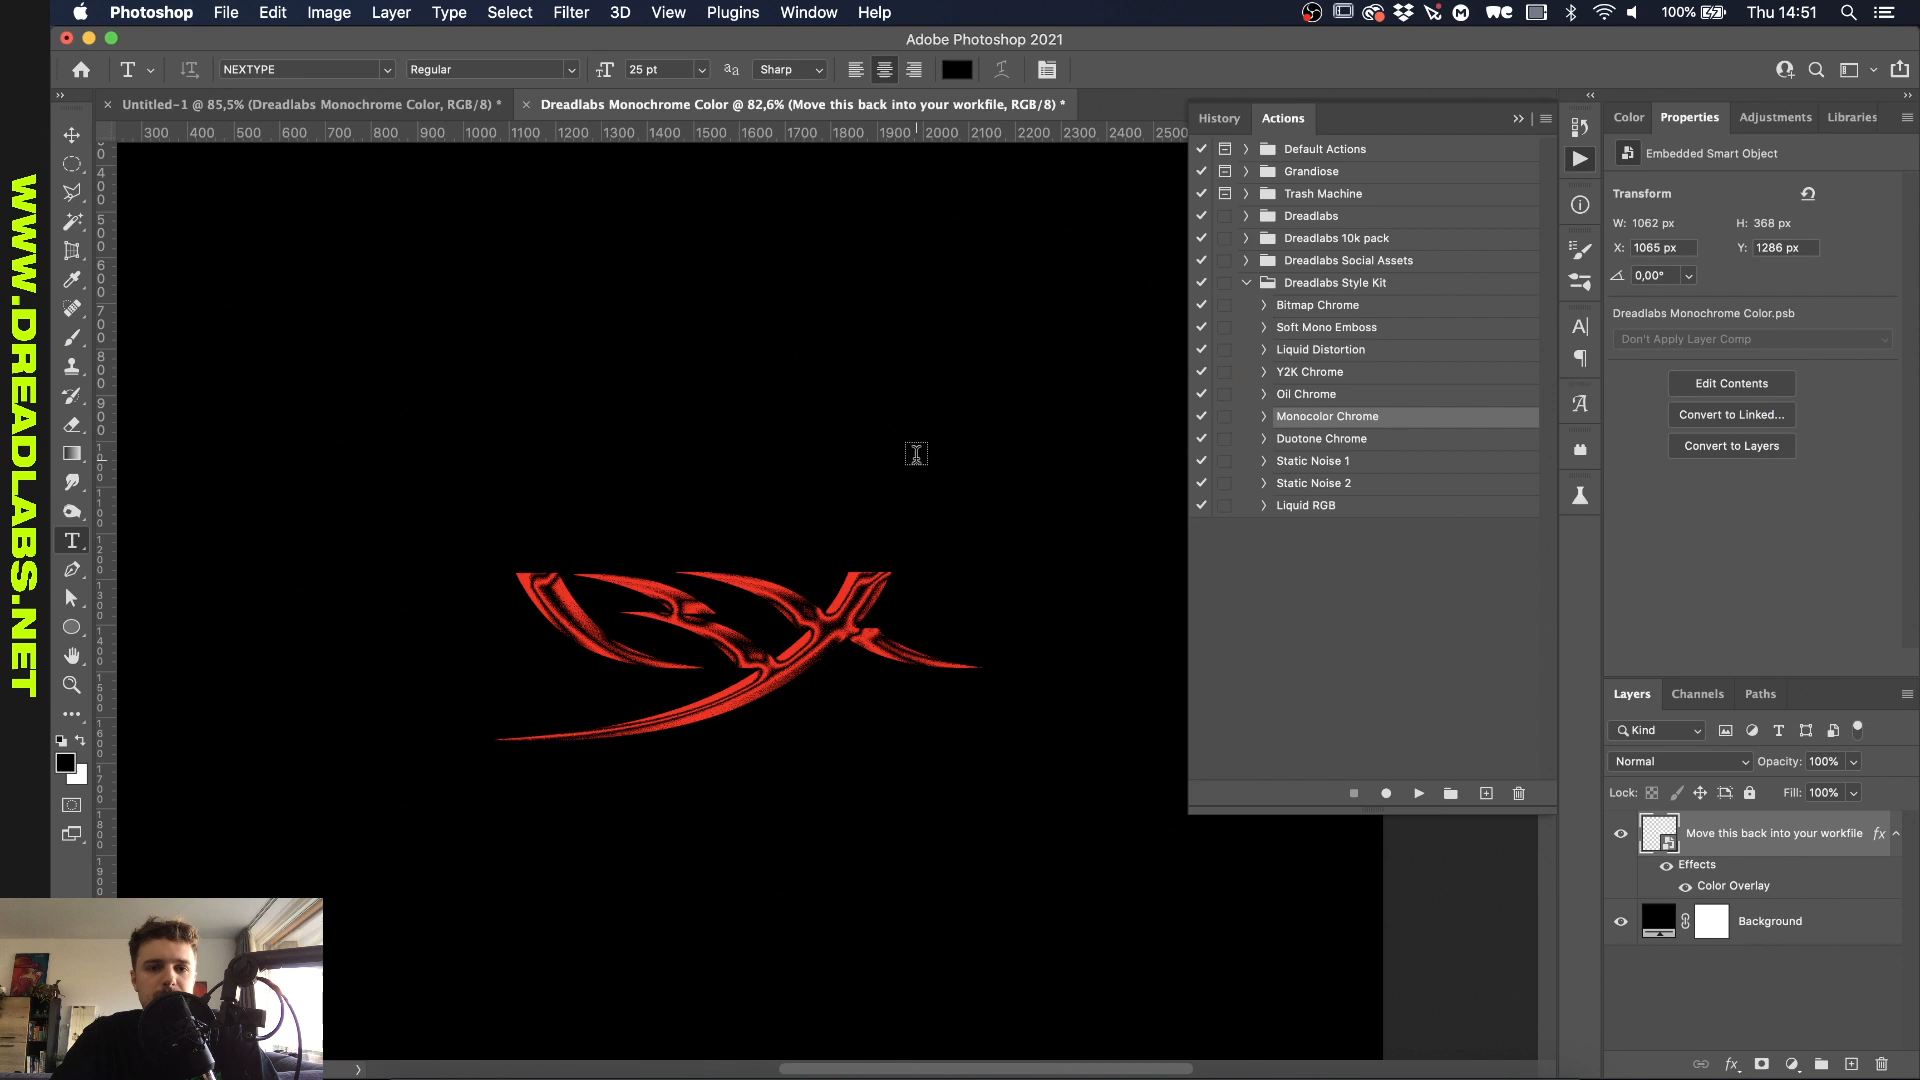 Photoshop File Edit Image Layer Type Select Filter 3D View Plugins Window Help 100% Thu 14:51
Adobe Photoshop 2021
NEXTYPE Regular 25 pt Sharp
Untitled-1 @ 85,5% (Dreadlabs Monochrome Color, RGB/8) * Dreadlabs Monochrome Color @ 82,6% (Move this back into your workfile, RGB/8) *
300 400 500 600 700 800 900 1000 1100 1200 1300 1400 1500 1600 1700 1800 1900 2000 2100 2200 2300 2400 2500
WWW.DREADLABS.NET
History Actions
Default Actions
Grandiose
Trash Machine
Dreadlabs
Dreadlabs 10k pack
Dreadlabs Social Assets
Dreadlabs Style Kit
Bitmap Chrome
Soft Mono Emboss
Liquid Distortion
Y2K Chrome
Oil Chrome
Monocolor Chrome
Duotone Chrome
Static Noise 1
Static Noise 2
Liquid RGB
Color Properties Adjustments Libraries
Embedded Smart Object
Transform
W: 1062 px H: 368 px
X: 1065 px Y: 1286 px
0,00°
Dreadlabs Monochrome Color.psb
Don't Apply Layer Comp
Edit Contents
Convert to Linked...
Convert to Layers
Layers Channels Paths
Kind
Normal Opacity: 100%
Lock: Fill: 100%
Move this back into your workfile fx
Effects
Color Overlay
Background
fx